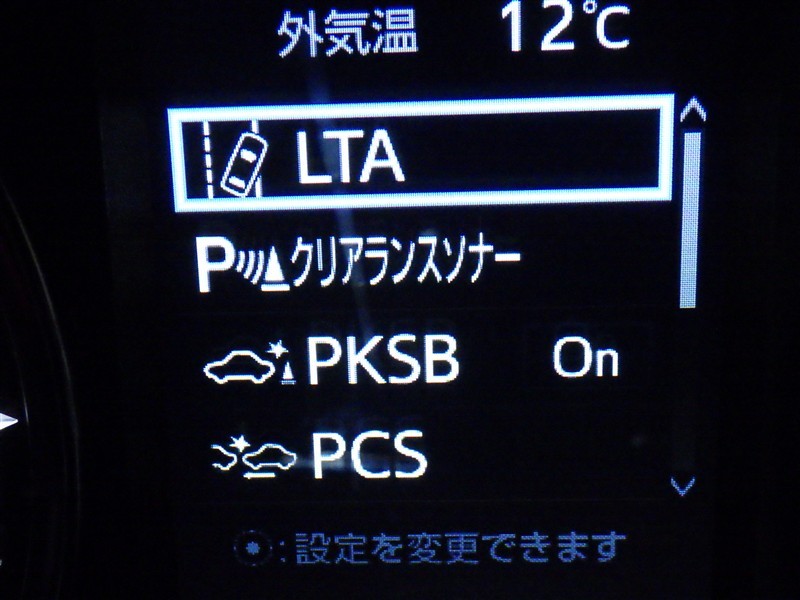 外気温 12℃
LTA
P クリアランスソナー
PKSB On
PCS
:設定を変更できます